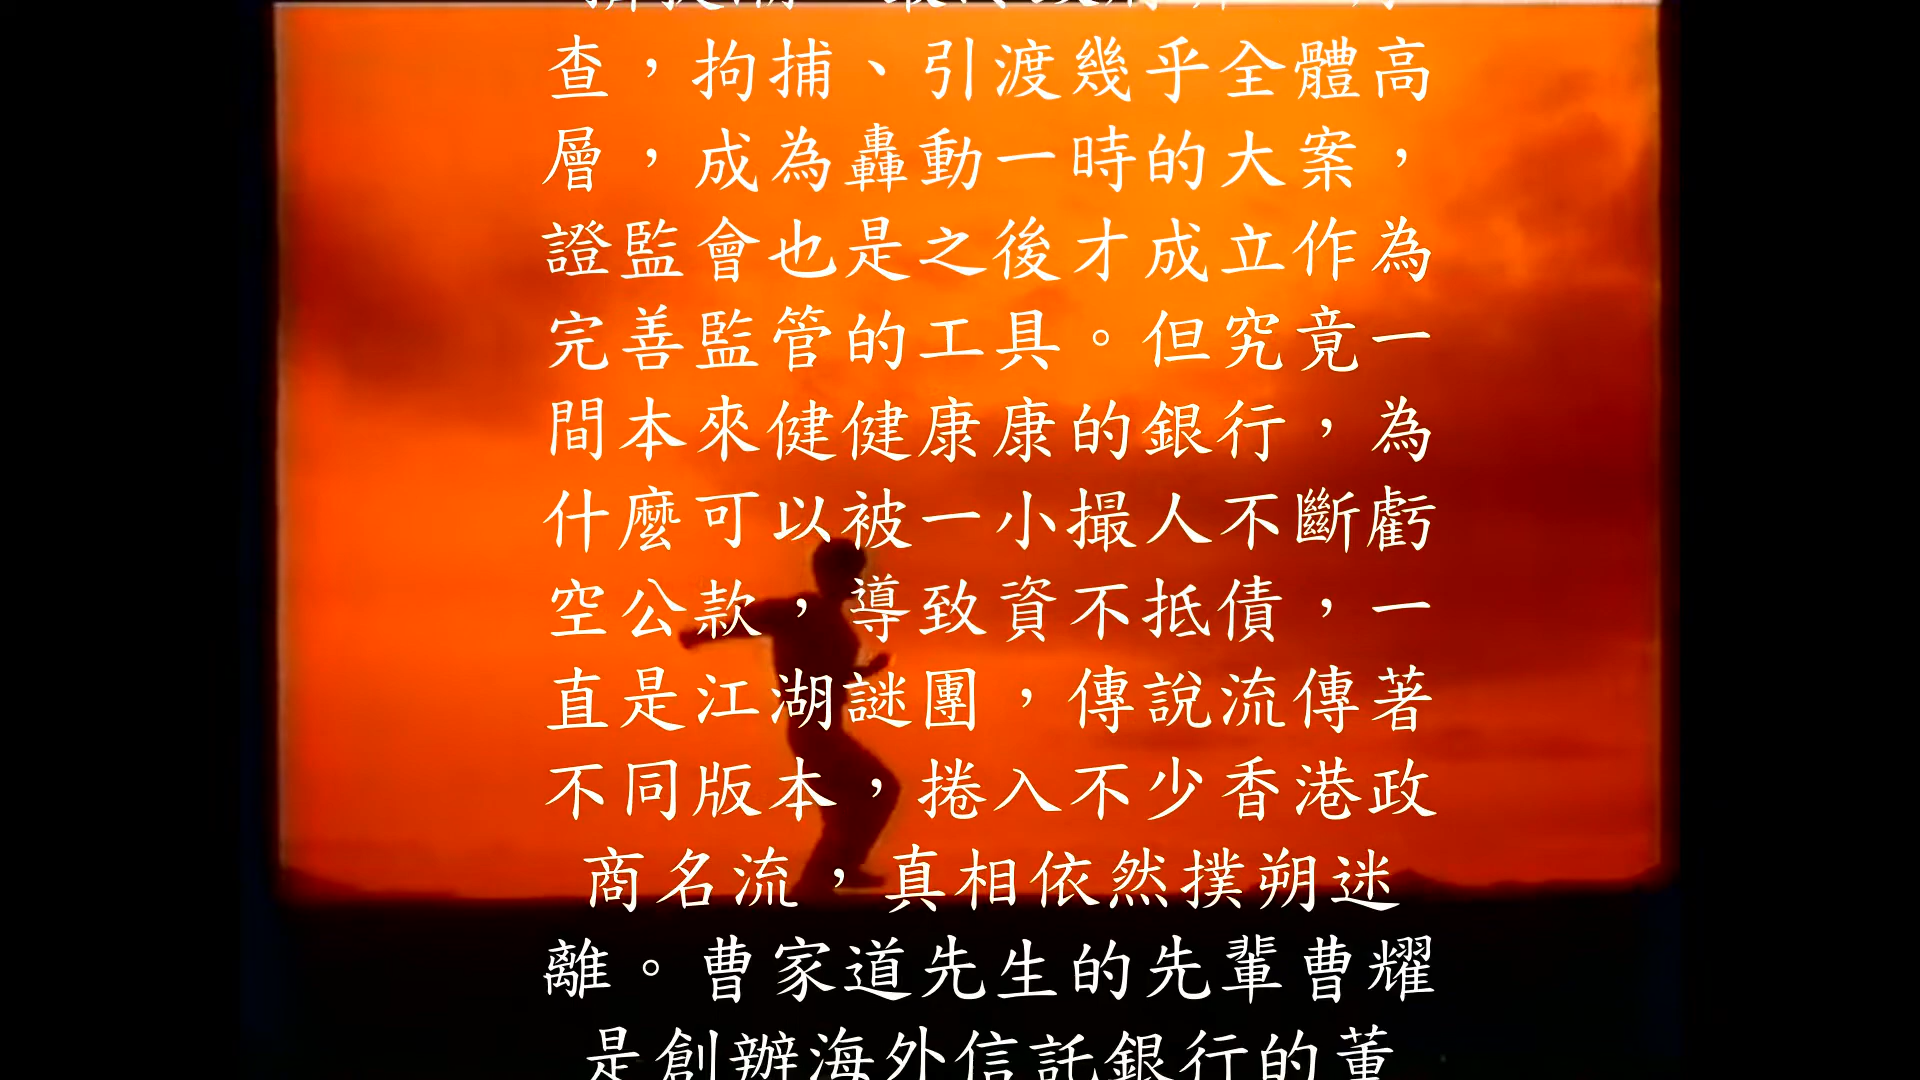 查，拘捕、引渡幾乎全體高
層，成為轟動一時的大案，
證監會也是之後才成立作為
完善監管的工具。但究竟一
間本來健健康康的銀行，為
什麼可以被一小撮人不斷虧
空公款，導致資不抵債，一
直是江湖謎團，傳說流傳著
不同版本，捲入不少香港政
商名流，真相依然撲朔迷
離。曹家道先生的先輩曹耀
是創辦海外信託銀行的董